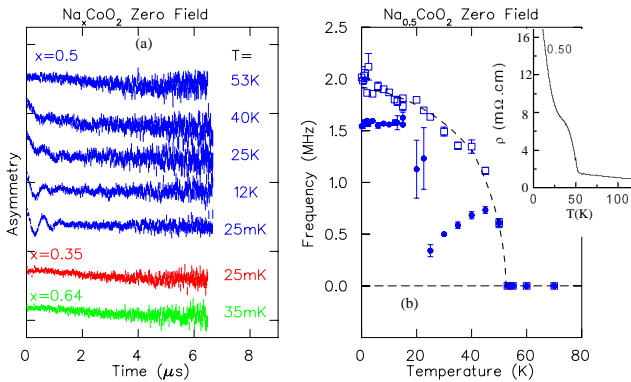 Na_xCoO_2 Zero Field
(a)
x=0.5
T=
53K
40K
25K
12K
25mK
x=0.35
25mK
x=0.64
35mK
Asymmetry
0
2
4
6
8
Time (μs)
Na_0.5CoO_2 Zero Field
2.5
2.0
1.5
1.0
0.5
0.0
Frequency (MHz)
(b)
0
20
40
60
80
Temperature (K)
0.50
16
12
8
4
0
ρ (mΩ.cm)
0
50
100
T(K)